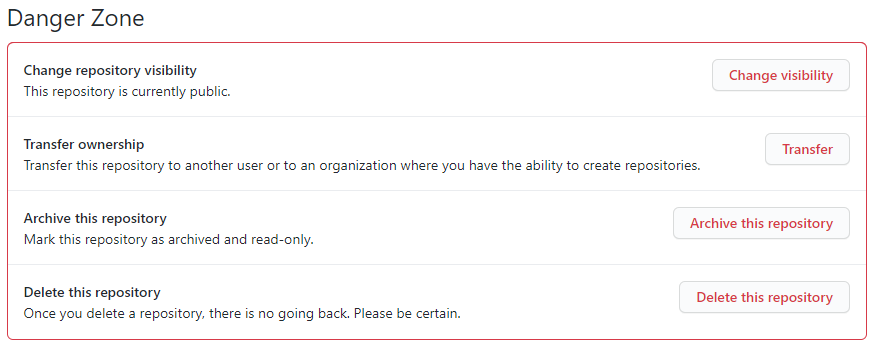 Danger Zone
Change repository visibility
This repository is currently public.
Change visibility
Transfer ownership
Transfer this repository to another user or to an organization where you have the ability to create repositories.
Transfer
Archive this repository
Mark this repository as archived and read-only.
Archive this repository
Delete this repository
Once you delete a repository, there is no going back. Please be certain.
Delete this repository